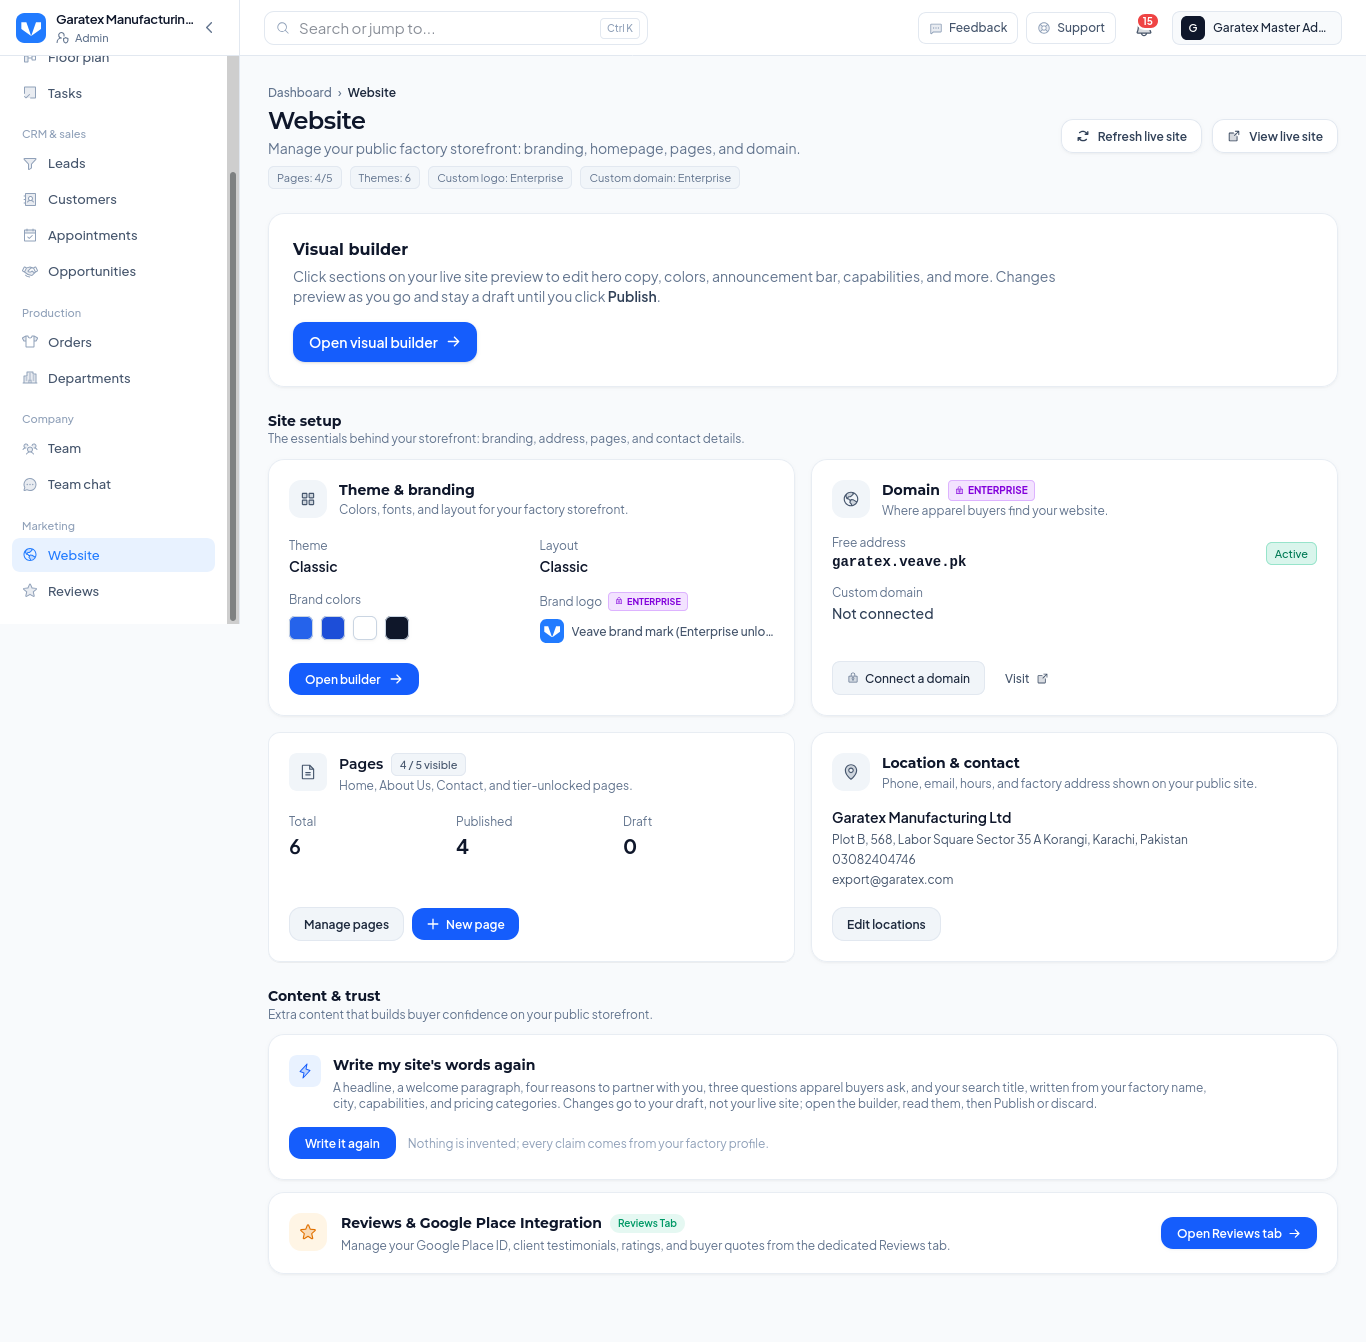 Garatex Manufacturin...
Admin
Search or jump to...
Ctrl K
Feedback
Support
15
G
Garatex Master Ad...
Floor plan
Tasks
CRM & sales
Leads
Customers
Appointments
Opportunities
Production
Orders
Departments
Company
Team
Team chat
Marketing
Website
Reviews
Dashboard › Website
Website
Manage your public factory storefront: branding, homepage, pages, and domain.
Pages: 4/5
Themes: 6
Custom logo: Enterprise
Custom domain: Enterprise
Refresh live site
View live site
Visual builder
Click sections on your live site preview to edit hero copy, colors, announcement bar, capabilities, and more. Changes
preview as you go and stay a draft until you click Publish.
Open visual builder →
Site setup
The essentials behind your storefront: branding, address, pages, and contact details.
Theme & branding
Colors, fonts, and layout for your factory storefront.
Theme
Classic
Layout
Classic
Brand colors
Brand logo ENTERPRISE
Veave brand mark (Enterprise unlo...
Open builder →
Domain ENTERPRISE
Where apparel buyers find your website.
Free address
garatex.veave.pk
Active
Custom domain
Not connected
Connect a domain
Visit
Pages 4 / 5 visible
Home, About Us, Contact, and tier-unlocked pages.
Total
6
Published
4
Draft
0
Manage pages
+ New page
Location & contact
Phone, email, hours, and factory address shown on your public site.
Garatex Manufacturing Ltd
Plot B, 568, Labor Square Sector 35 A Korangi, Karachi, Pakistan
03082404746
export@garatex.com
Edit locations
Content & trust
Extra content that builds buyer confidence on your public storefront.
Write my site's words again
A headline, a welcome paragraph, four reasons to partner with you, three questions apparel buyers ask, and your search title, written from your factory name,
city, capabilities, and pricing categories. Changes go to your draft, not your live site; open the builder, read them, then Publish or discard.
Write it again
Nothing is invented; every claim comes from your factory profile.
Reviews & Google Place Integration Reviews Tab
Manage your Google Place ID, client testimonials, ratings, and buyer quotes from the dedicated Reviews tab.
Open Reviews tab →